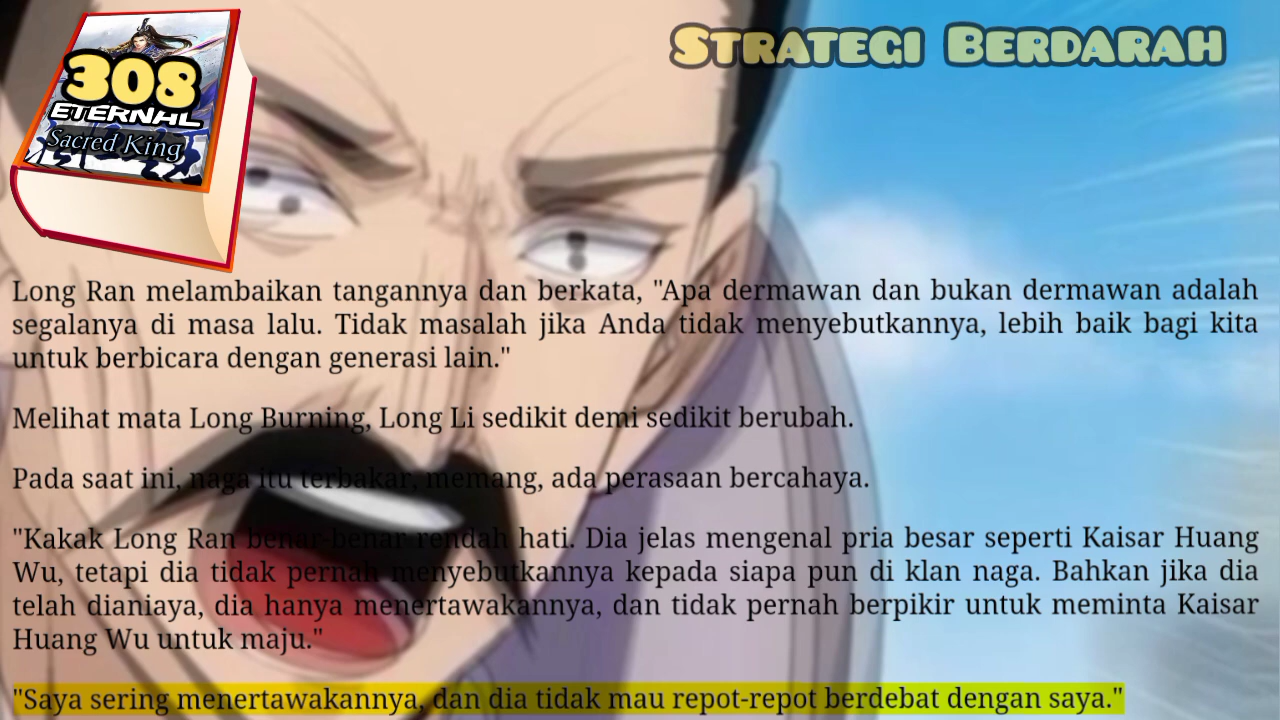 308
ETERNAL
Sacred King
STRATEGI BERDARAH
Long Ran melambaikan tangannya dan berkata, "Apa dermawan dan bukan dermawan adalah
segalanya di masa lalu. Tidak masalah jika Anda tidak menyebutkannya, lebih baik bagi kita
untuk berbicara dengan generasi lain."
Melihat mata Long Burning, Long Li sedikit demi sedikit berubah.
Pada saat ini, naga itu terbakar, memang, ada perasaan bercahaya.
"Kakak Long Ran benar-benar rendah hati. Dia jelas mengenal pria besar seperti Kaisar Huang
Wu, tetapi dia tidak pernah menyebutkannya kepada siapa pun di klan naga. Bahkan jika dia
telah dianiaya, dia hanya menertawakannya, dan tidak pernah berpikir untuk meminta Kaisar
Huang Wu untuk maju."
"Saya sering menertawakannya, dan dia tidak mau repot-repot berdebat dengan saya."